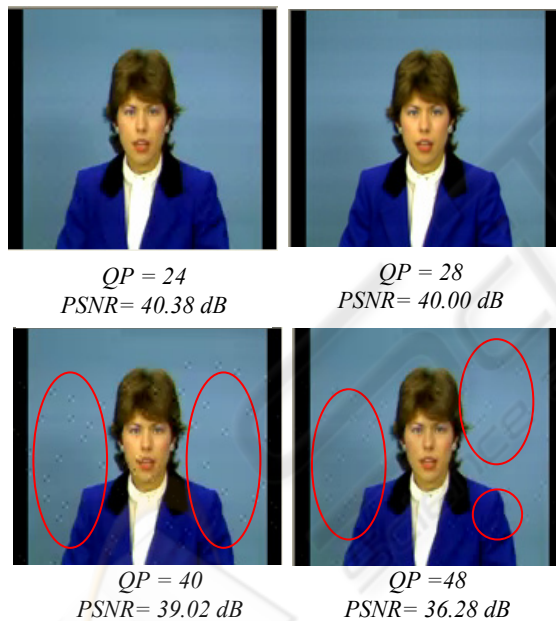 QP = 24
PSNR= 40.38 dB
QP = 28
PSNR= 40.00 dB
QP = 40
PSNR= 39.02 dB
QP =48
PSNR= 36.28 dB